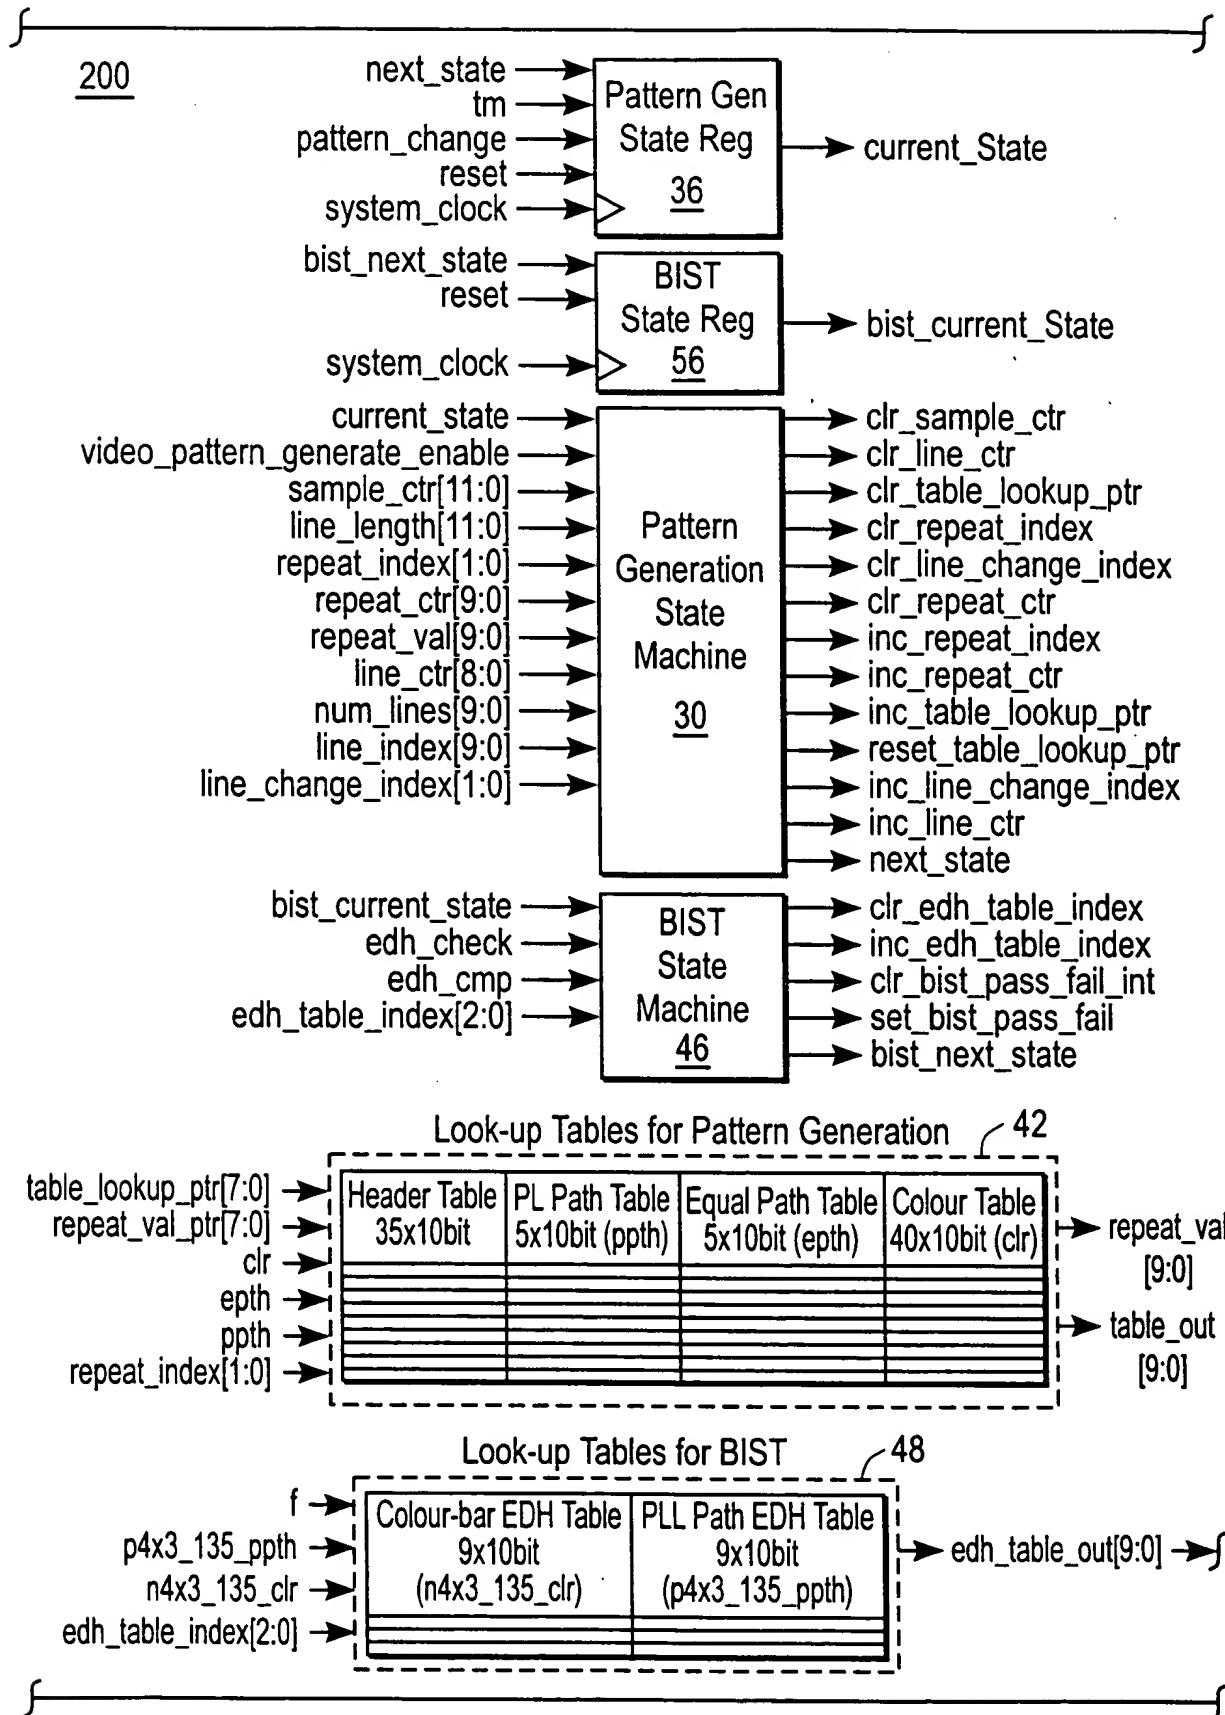 200
next_state
tm
pattern_change
reset
system_clock
Pattern Gen
State Reg
36
current_State
bist_next_state
reset
system_clock
BIST
State Reg
56
bist_current_State
current_state
video_pattern_generate_enable
sample_ctr[11:0]
line_length[11:0]
repeat_index[1:0]
repeat_ctr[9:0]
repeat_val[9:0]
line_ctr[8:0]
num_lines[9:0]
line_index[9:0]
line_change_index[1:0]
Pattern
Generation
State
Machine
30
clr_sample_ctr
clr_line_ctr
clr_table_lookup_ptr
clr_repeat_index
clr_line_change_index
clr_repeat_ctr
inc_repeat_index
inc_repeat_ctr
inc_table_lookup_ptr
reset_table_lookup_ptr
inc_line_change_index
inc_line_ctr
next_state
bist_current_state
edh_check
edh_cmp
edh_table_index[2:0]
BIST
State
Machine
46
clr_edh_table_index
inc_edh_table_index
clr_bist_pass_fail_int
set_bist_pass_fail
bist_next_state
Look-up Tables for Pattern Generation
42
table_lookup_ptr[7:0]
repeat_val_ptr[7:0]
clr
epth
ppth
repeat_index[1:0]
Header Table
35x10bit
PL Path Table
5x10bit (ppth)
Equal Path Table
5x10bit (epth)
Colour Table
40x10bit (clr)
repeat_val
[9:0]
table_out
[9:0]
Look-up Tables for BIST
48
f
p4x3_135_ppth
n4x3_135_clr
edh_table_index[2:0]
Colour-bar EDH Table
9x10bit
(n4x3_135_clr)
PLL Path EDH Table
9x10bit
(p4x3_135_ppth)
edh_table_out[9:0]